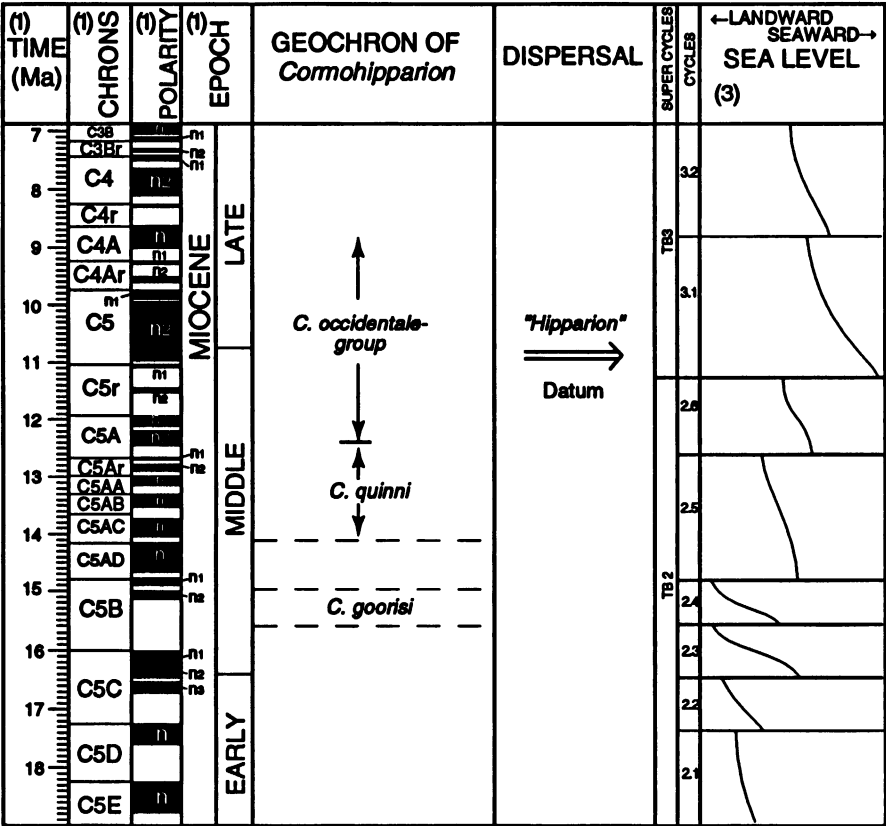 (1)
TIME
(Ma)
(1)
CHRONS
(1)
POLARITY
(1)
EPOCH
GEOCHRON OF
Cormohipparion
DISPERSAL
SUPER CYCLES
CYCLES
←LANDWARD
SEAWARD→
SEA LEVEL
(3)
7
8
9
10
11
12
13
14
15
16
17
18
C3B
C3Br
C4
C4r
C4A
C4Ar
C5
C5r
C5A
C5Ar
C5AA
C5AB
C5AC
C5AD
C5B
C5C
C5D
C5E
n1
n2
n1
n2
n
n1
n2
n1
n2
n1
n2
n
n1
n2
n
n
n1
n2
n1
n2
n3
n
n
MIOCENE
LATE
MIDDLE
EARLY
C. occidentale-
group
C. quinni
C. goorisi
"Hipparion"
Datum
TB3
TB 2
3.2
3.1
2.6
2.5
2.4
2.3
2.2
2.1